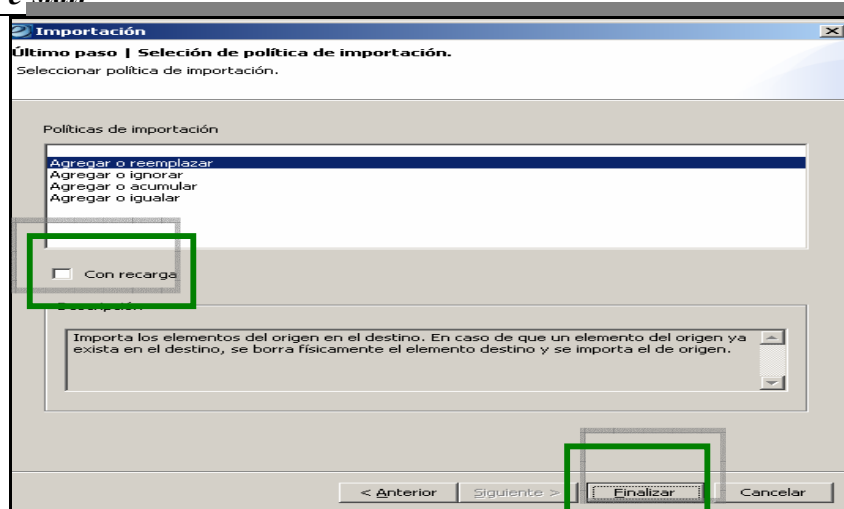 Importación
Último paso | Seleción de política de importación.
Seleccionar política de importación.
Políticas de importación
Agregar o reemplazar
Agregar o ignorar
Agregar o acumular
Agregar o igualar
Con recarga
Descripción
Importa los elementos del origen en el destino. En caso de que un elemento del origen ya
exista en el destino, se borra físicamente el elemento destino y se importa el de origen.
< Anterior Siguiente > Finalizar Cancelar